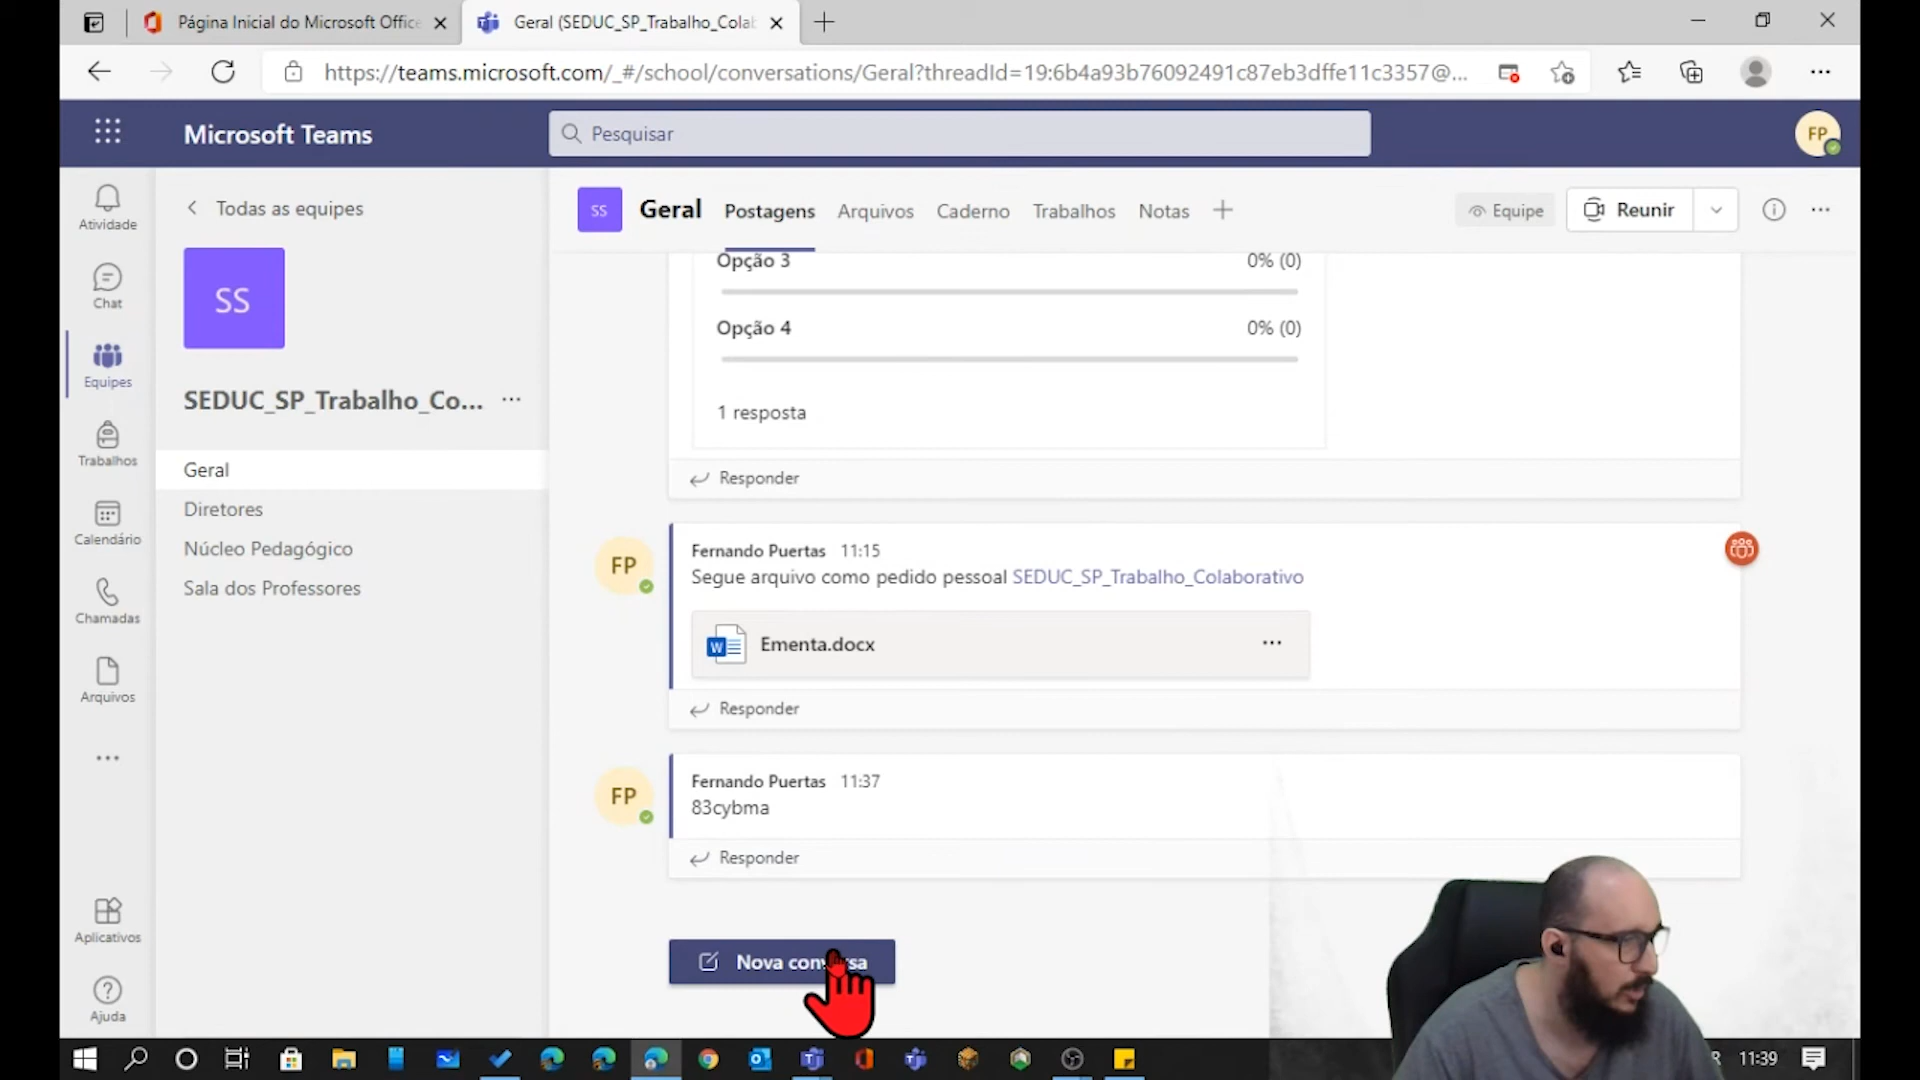 Página Inicial do Microsoft Office
Geral (SEDUC_SP_Trabalho_Colab
https://teams.microsoft.com/_#/school/conversations/Geral?threadId=19:6b4a93b76092491c87eb3dffe11c3357@...
Microsoft Teams
Pesquisar
FP
Atividade
Chat
Equipes
Trabalhos
Calendário
Chamadas
Arquivos
Aplicativos
Ajuda
Todas as equipes
SS
SEDUC_SP_Trabalho_Co...
Geral
Diretores
Núcleo Pedagógico
Sala dos Professores
SS
Geral
Postagens
Arquivos
Caderno
Trabalhos
Notas
Equipe
Reunir
Opção 3 0% (0)
Opção 4 0% (0)
1 resposta
Responder
FP
Fernando Puertas 11:15
Segue arquivo como pedido pessoal SEDUC_SP_Trabalho_Colaborativo
Ementa.docx
Responder
FP
Fernando Puertas 11:37
83cybma
Responder
Nova conversa
11:39